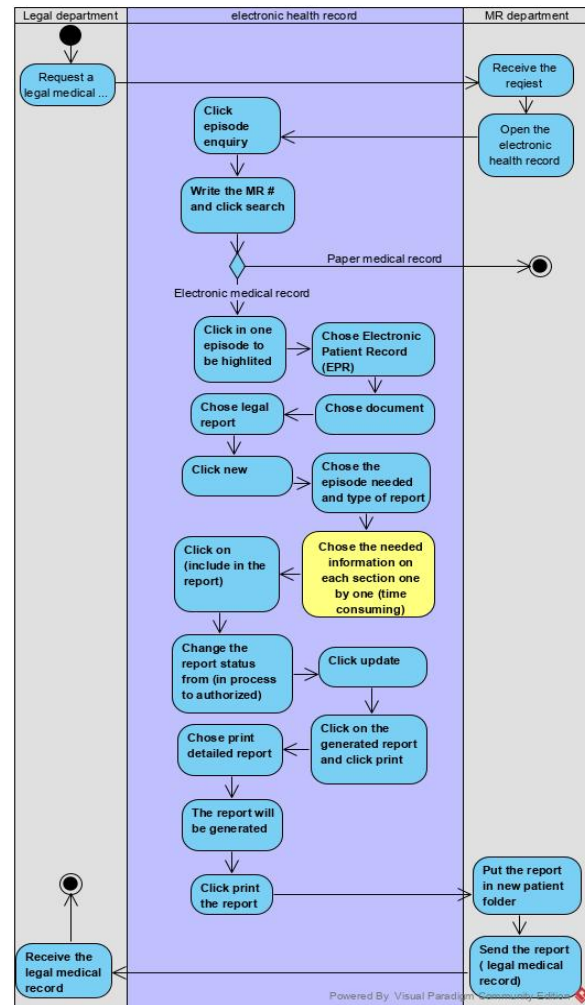 Legal department
electronic health record
MR department
Request a
legal medical ...
Receive the
reqiest
Open the
electronic
health record
Click
episode
enquiry
Write the MR #
and click search
Paper medical record
Electronic medical record
Click in one
episode to
be highlited
Chose Electronic
Patient Record
(EPR)
Chose document
Chose legal
report
Click new
Chose the
episode needed
and type of report
Chose the needed
information on
each section one
by one (time
consuming)
Click on
(include in the
report)
Change the
report status
from (in process
to authorized)
Click update
Click on the
generated report
and click print
Chose print
detailed report
The report will
be generated
Click print
the report
Put the report
in new patient
folder
Send the report
( legal medical
record)
Receive the
legal medical
record
Powered By Visual Paradigm Community Edition